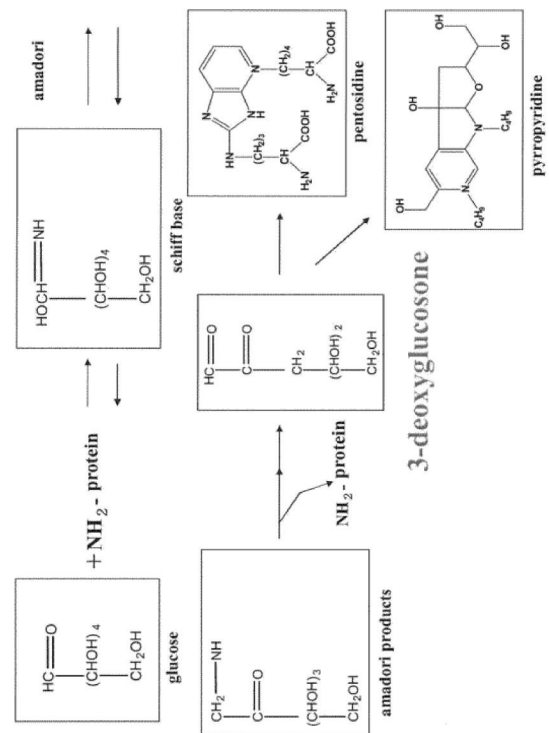 HC=O
(CHOH)4
CH2OH
glucose
+NH2- protein
HOCH=NH
(CHOH)4
CH2OH
schiff base
amadori
CH2—NH
C=O
(CHOH)3
CH2OH
amadori products
NH2- protein
HC=O
C=O
CH2
(CHOH)2
CH2OH
3-deoxyglucosone
N
N
NH
HN
(CH2)3
CH
H2N
COOH
N
(CH2)4
CH
H2N
COOH
pentosidine
OH
OH
N
C4H9
N
C4H9
O
HO
OH
pyrropyridine